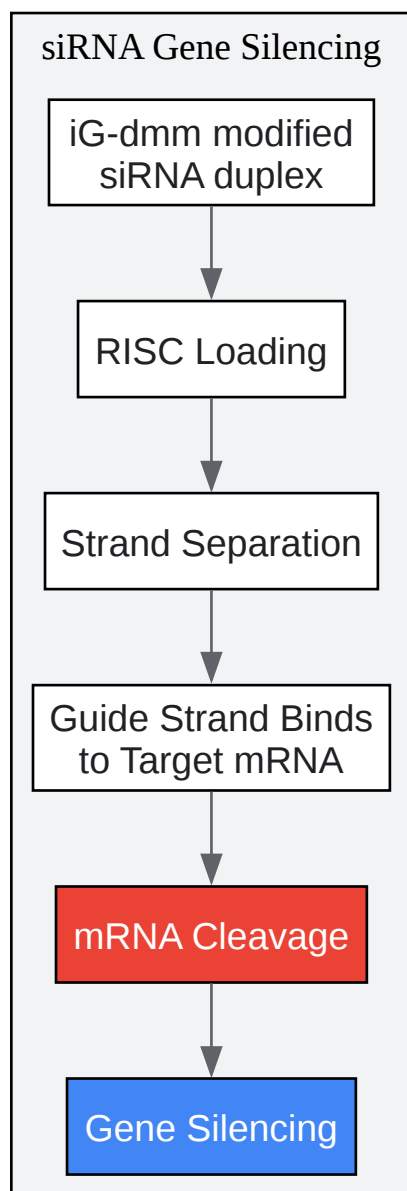 siRNA Gene Silencing
iG-dmm modified
siRNA duplex
RISC Loading
Strand Separation
Guide Strand Binds
to Target mRNA
mRNA Cleavage
Gene Silencing